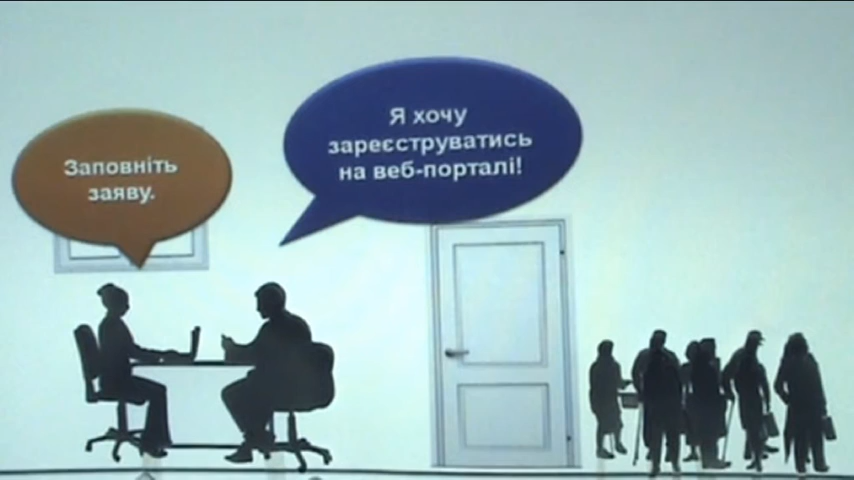 Заповніть
заяву.
Я хочу
зареєструватись
на веб-порталі!